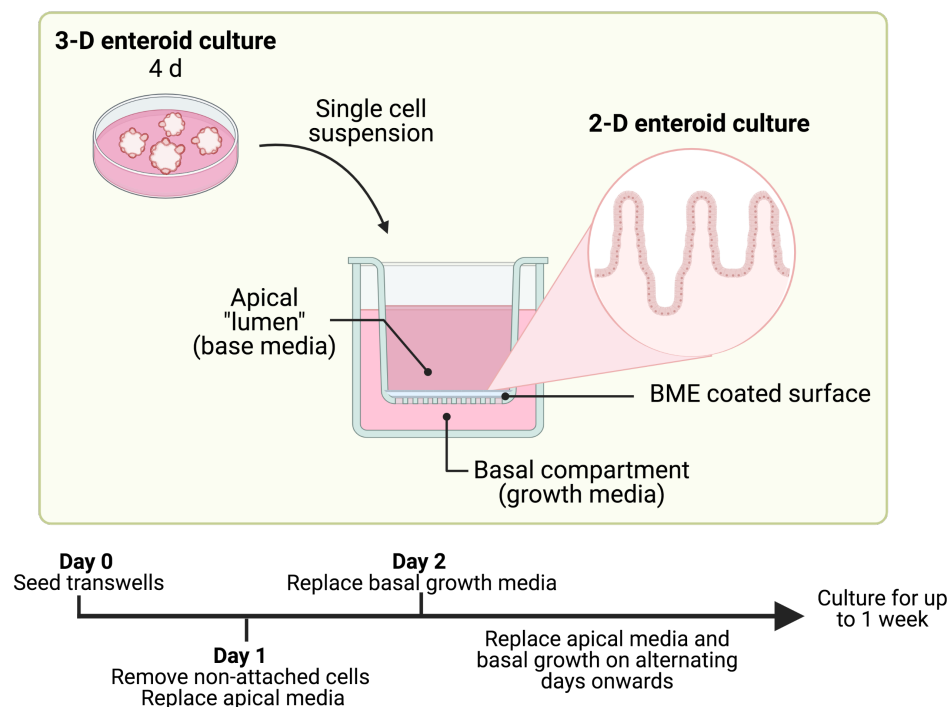 3-D enteroid culture
4 d
Single cell
suspension
2-D enteroid culture
Apical
"lumen"
(base media)
BME coated surface
Basal compartment
(growth media)
Day 0
Seed transwells
Day 2
Replace basal growth media
Culture for up
to 1 week
Day 1
Remove non-attached cells
Replace apical media
Replace apical media and
basal growth on alternating
days onwards